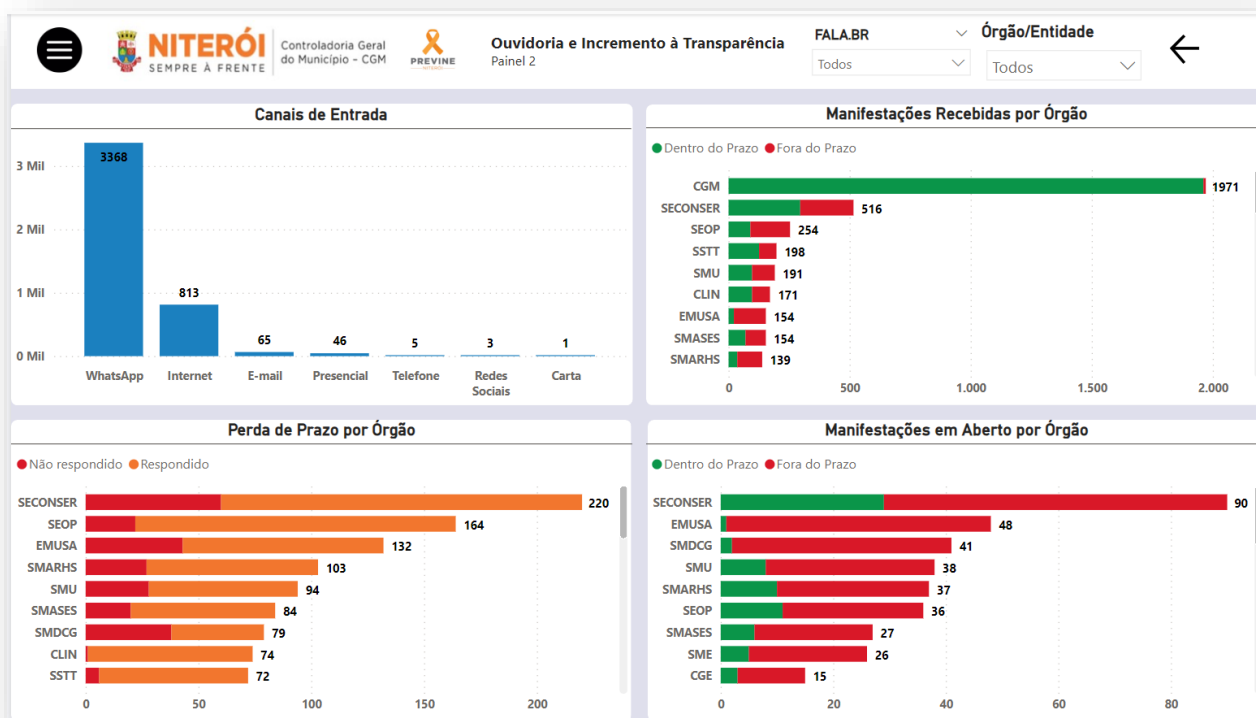 NITERÓI
SEMPRE À FRENTE
Controladoria Geral
do Município - CGM
PREVINE
NITERÓI
Ouvidoria e Incremento à Transparência
Painel 2
FALA.BR
Todos
Órgão/Entidade
Todos
Canais de Entrada
3 Mil
2 Mil
1 Mil
0 Mil
3368
813
65
46
5
3
1
WhatsApp
Internet
E-mail
Presencial
Telefone
Redes
Sociais
Carta
Manifestações Recebidas por Órgão
Dentro do Prazo Fora do Prazo
CGM 1971
SECONSER 516
SEOP 254
SSTT 198
SMU 191
CLIN 171
EMUSA 154
SMASES 154
SMARHS 139
0 500 1.000 1.500 2.000
Perda de Prazo por Órgão
Não respondido Respondido
SECONSER 220
SEOP 164
EMUSA 132
SMARHS 103
SMU 94
SMASES 84
SMDCG 79
CLIN 74
SSTT 72
0 50 100 150 200
Manifestações em Aberto por Órgão
Dentro do Prazo Fora do Prazo
SECONSER 90
EMUSA 48
SMDCG 41
SMU 38
SMARHS 37
SEOP 36
SMASES 27
SME 26
CGE 15
0 20 40 60 80